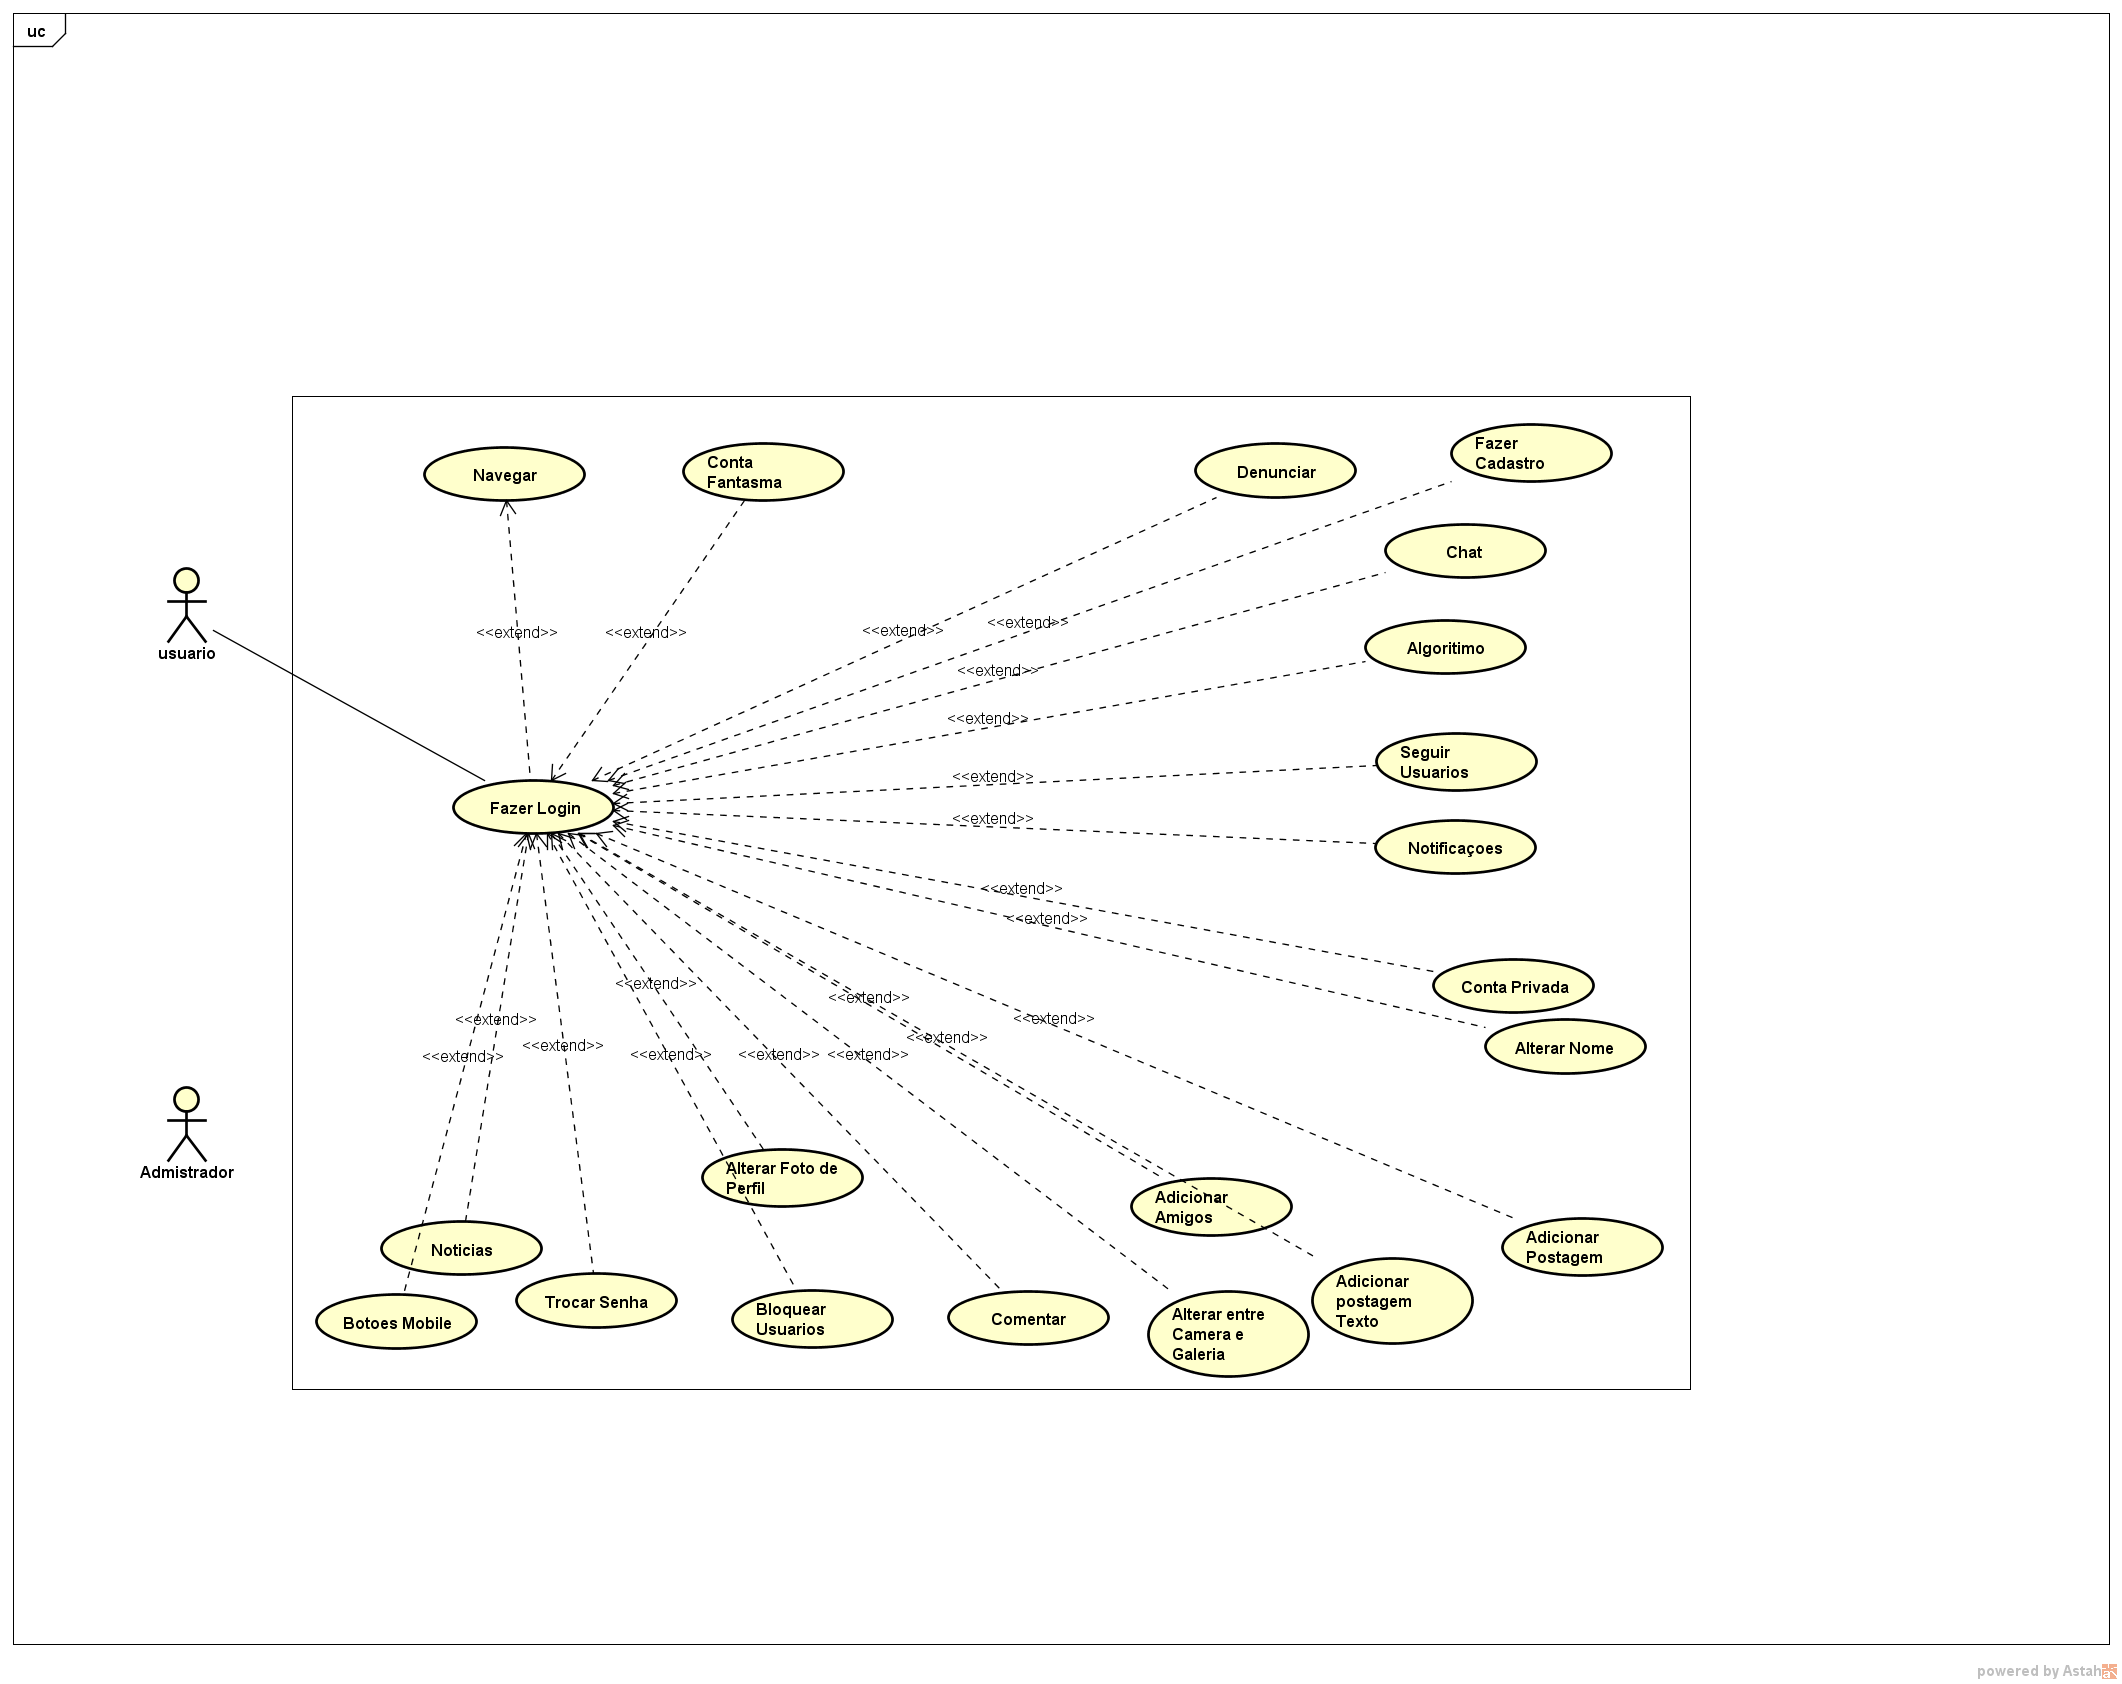 uc
Fazer
Cadastro
Conta
Fantasma
Denunciar
Navegar
Chat
<<extend>>
<<extend>>
<<extend>>
<<extend>>
Algoritimo
usuario
<<extend>>
<<extend>>
Seguir
Usuarios
<<extend>>
Fazer Login
<<extend>>
Notificaçoes
<<extend>>
<<extend>>
Conta Privada
<<extend>>
<<extend>>
<<extend>>
<<extend>>
<<extend>>
<<extend>>
Alterar Nome
<<extend>>
<<extend>>
<<extend>>
<<extend>>
<<extend>>
Admistrador
Alterar Foto de
Perfil
Adicionar
Amigos
Adicionar
Postagem
Noticias
Trocar Senha
Botoes Mobile
Bloquear
Usuarios
Comentar
Alterar entre
Camera e
Galeria
Adicionar
postagem
Texto
powered by Astah